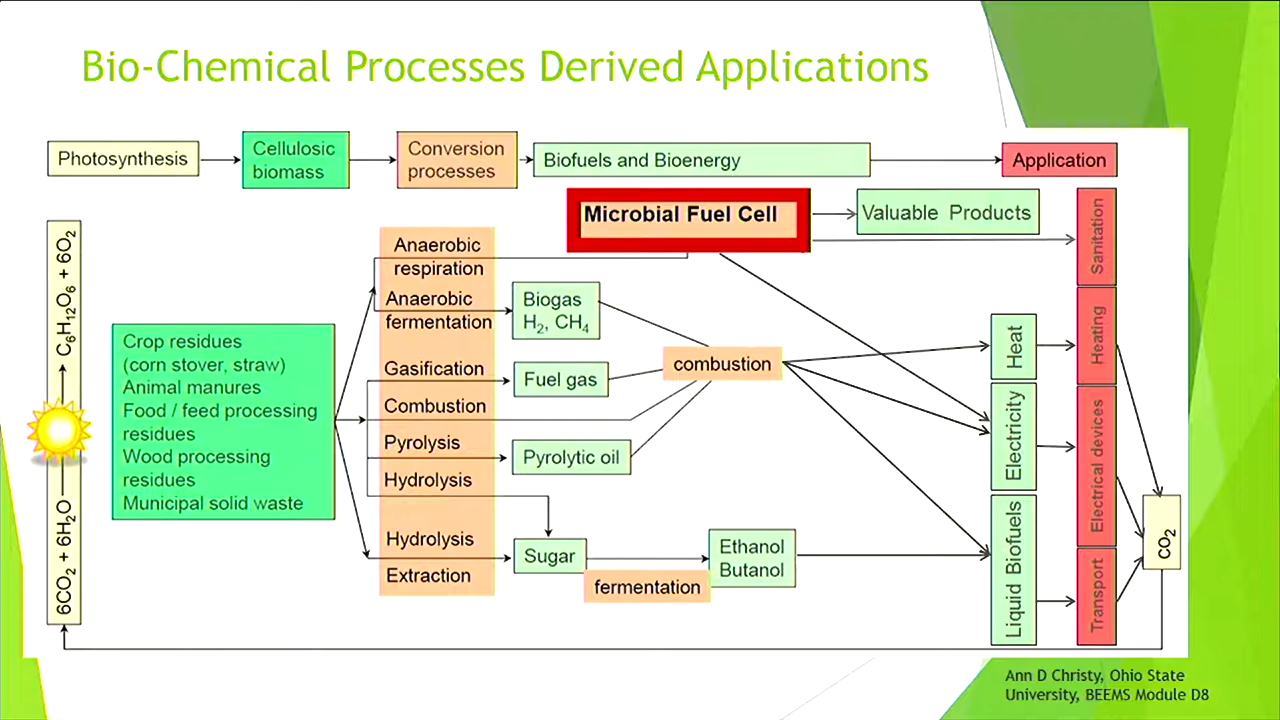 Bio-Chemical Processes Derived Applications
Photosynthesis
Cellulosic
biomass
Conversion
processes
Biofuels and Bioenergy
Application
Microbial Fuel Cell
Valuable Products
Sanitation
6CO₂ + 6H₂O
C₆H₁₂O₆ + 6O₂
Crop residues
(corn stover, straw)
Animal manures
Food / feed processing
residues
Wood processing
residues
Municipal solid waste
Anaerobic
respiration
Anaerobic
fermentation
Gasification
Combustion
Pyrolysis
Hydrolysis
Hydrolysis
Extraction
Biogas
H₂, CH₄
Fuel gas
Pyrolytic oil
Sugar
fermentation
combustion
Ethanol
Butanol
Heat
Electricity
Liquid Biofuels
Heating
Electrical devices
Transport
CO₂
Ann D Christy, Ohio State
University, BEEMS Module D8